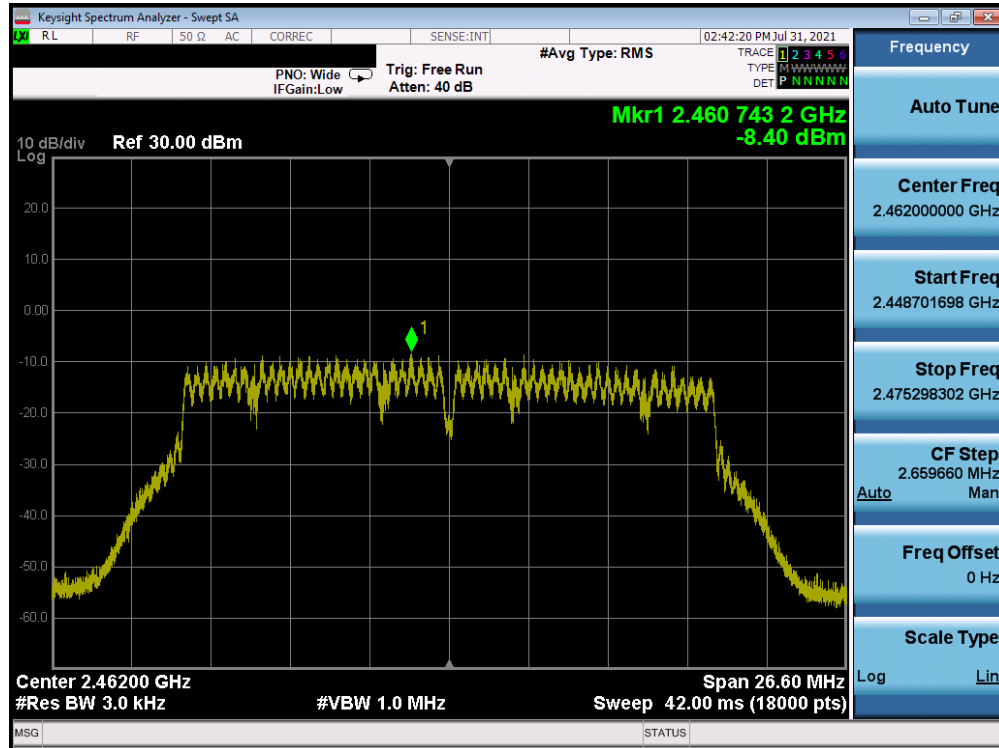 Keysight Spectrum Analyzer - Swept SA
LXI RL RF 50 Ω AC CORREC SENSE:INT 02:42:20 PM Jul 31, 2021
#Avg Type: RMS TRACE 1 2 3 4 5 6
PNO: Wide Trig: Free Run TYPE M WWWWW
IFGain:Low Atten: 40 dB DET P N N N N N
Mkr1 2.460 743 2 GHz
-8.40 dBm
10 dB/div Ref 30.00 dBm
Log
20.0
10.0
0.00
1
-10.0
-20.0
-30.0
-40.0
-50.0
-60.0
Center 2.46200 GHz Span 26.60 MHz
#Res BW 3.0 kHz #VBW 1.0 MHz Sweep 42.00 ms (18000 pts)
MSG STATUS
Frequency
Auto Tune
Center Freq
2.462000000 GHz
Start Freq
2.448701698 GHz
Stop Freq
2.475298302 GHz
CF Step
2.659660 MHz
Auto Man
Freq Offset
0 Hz
Scale Type
Log Lin